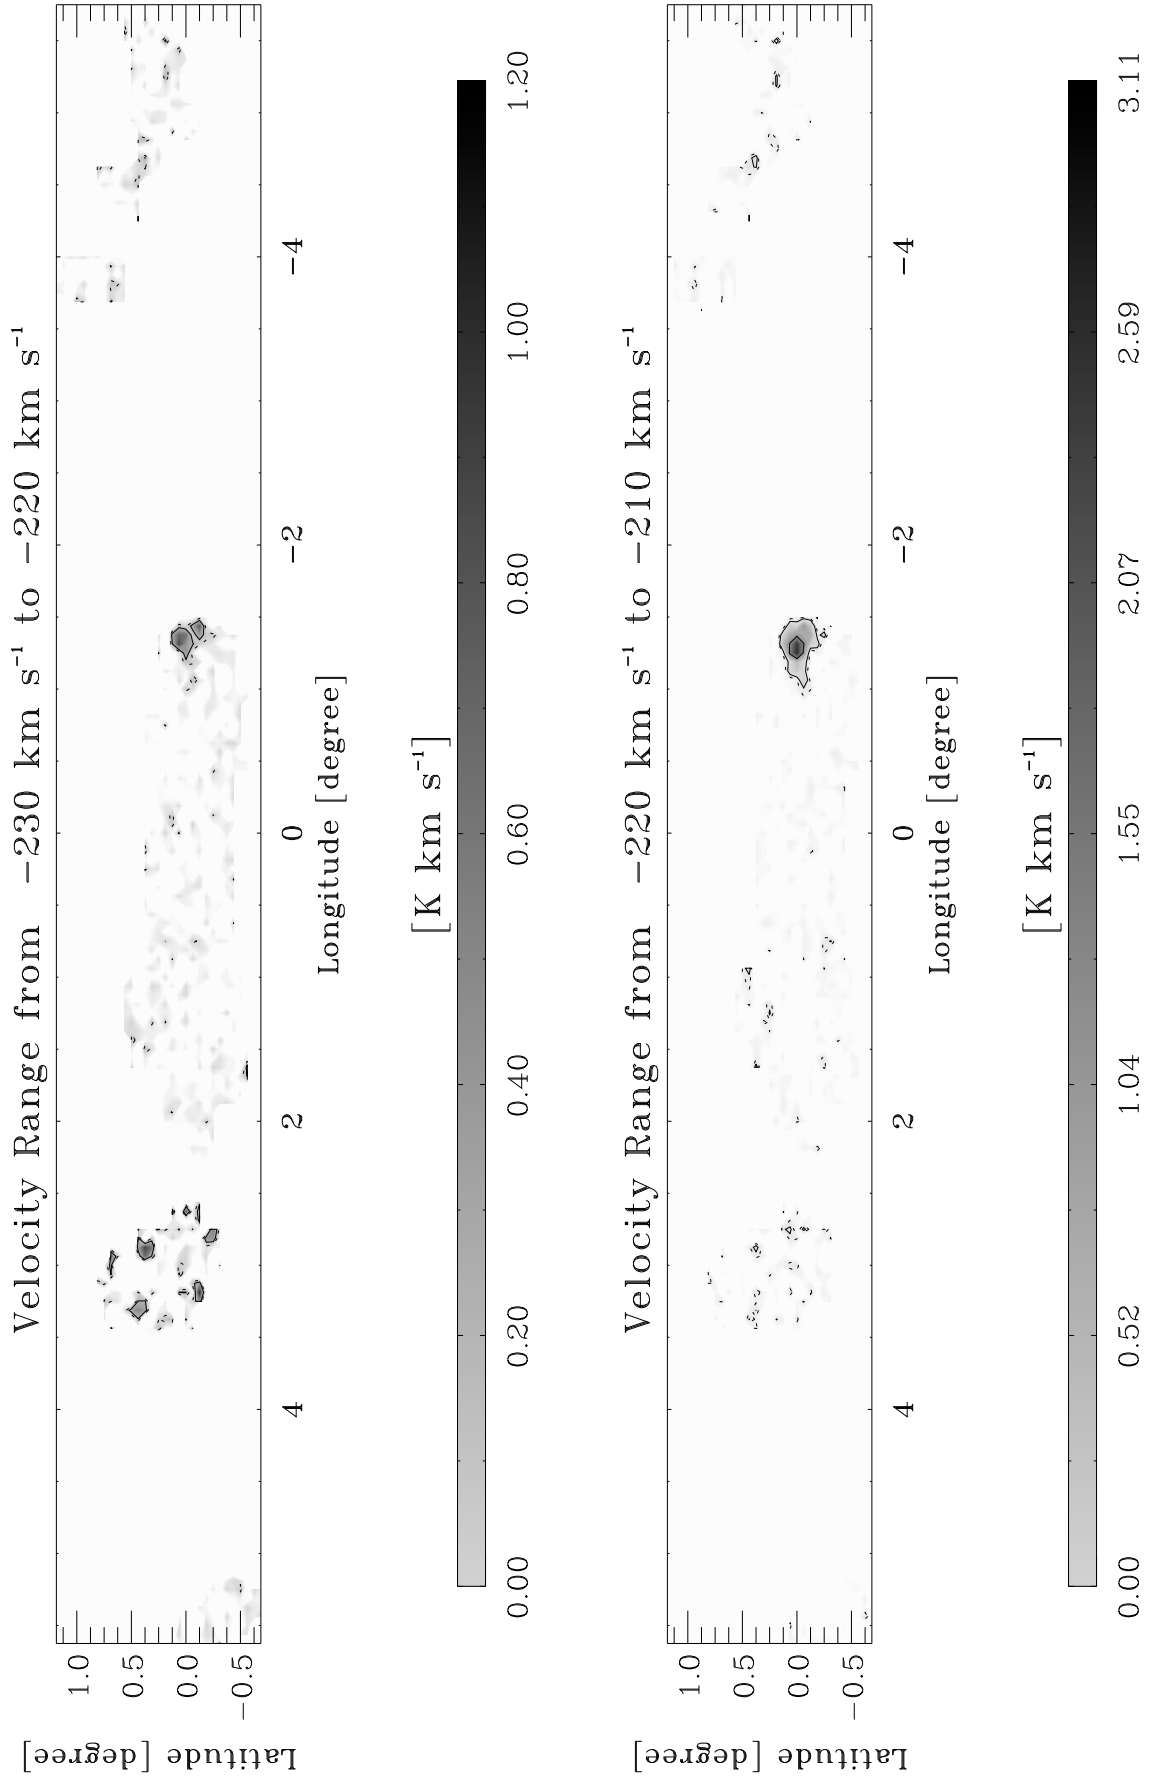 Velocity Range from −230 km s⁻¹ to −220 km s⁻¹
Latitude [degree]
1.0
0.5
0.0
−0.5
4 2 0 −2 −4
Longitude [degree]
[K km s⁻¹]
0.00 0.20 0.40 0.60 0.80 1.00 1.20
Velocity Range from −220 km s⁻¹ to −210 km s⁻¹
Latitude [degree]
1.0
0.5
0.0
−0.5
4 2 0 −2 −4
Longitude [degree]
[K km s⁻¹]
0.00 0.52 1.04 1.55 2.07 2.59 3.11